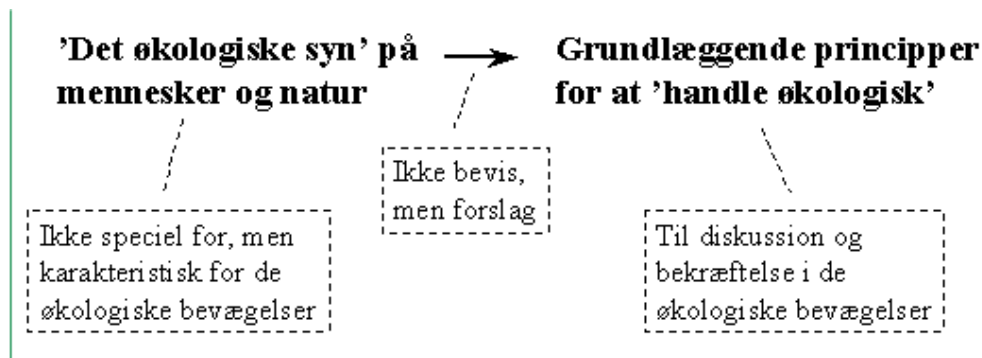 ’Det økologiske syn’ på
mennesker og natur
Grundlæggende principper
for at ’handle økologisk’
Ikke bevis,
men forslag
Ikke speciel for, men
karakteristisk for de
økologiske bevægelser
Til diskussion og
bekræftelse i de
økologiske bevægelser